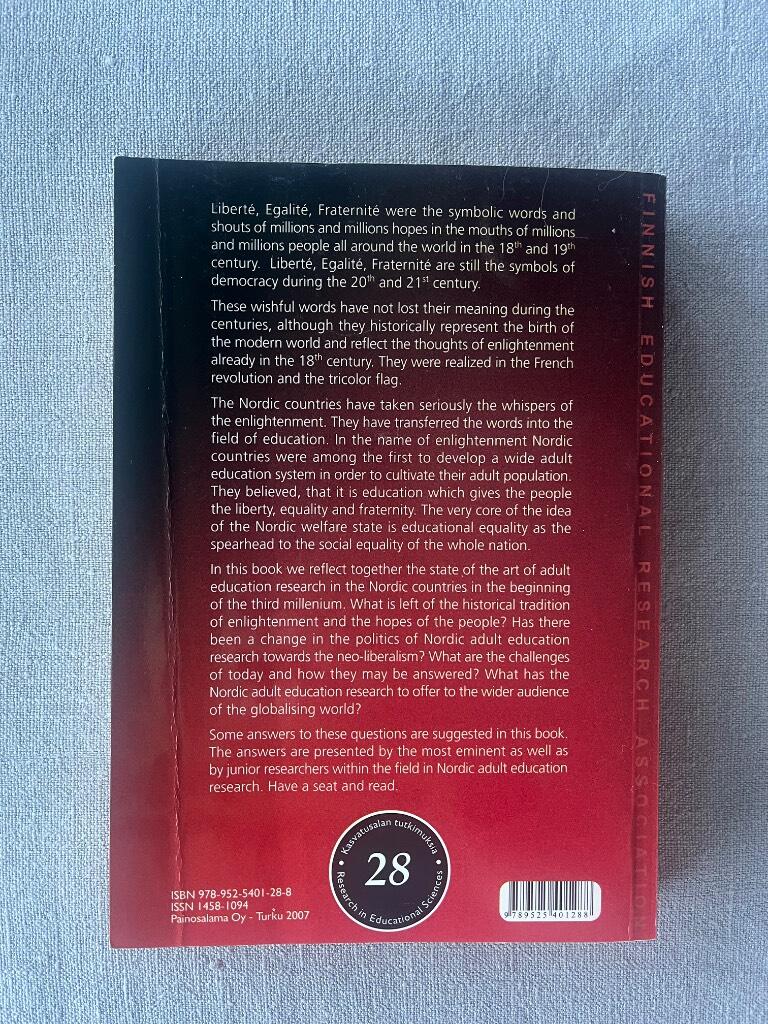 Liberté, Egalité, Fraternité were the symbolic words and
shouts of millions and millions hopes in the mouths of millions
and millions people all around the world in the 18th and 19th
century. Liberté, Egalité, Fraternité are still the symbols of
democracy during the 20th and 21st century.
These wishful words have not lost their meaning during the
centuries, although they historically represent the birth of
the modern world and reflect the thoughts of enlightenment
already in the 18th century. They were realized in the French
revolution and the tricolor flag.
The Nordic countries have taken seriously the whispers of
the enlightenment. They have transferred the words into the
field of education. In the name of enlightenment Nordic
countries were among the first to develop a wide adult
education system in order to cultivate their adult population.
They believed, that it is education which gives the people
the liberty, equality and fraternity. The very core of the idea
of the Nordic welfare state is educational equality as the
spearhead to the social equality of the whole nation.
In this book we reflect together the state of the art of adult
education research in the Nordic countries in the beginning
of the third millenium. What is left of the historical tradition
of enlightenment and the hopes of the people? Has there
been a change in the politics of Nordic adult education
research towards the neo-liberalism? What are the challenges
of today and how they may be answered? What has the
Nordic adult education research to offer to the wider audience
of the globalising world?
Some answers to these questions are suggested in this book.
The answers are presented by the most eminent as well as
by junior researchers within the field in Nordic adult education
research. Have a seat and read.
FINNISH EDUCATIONAL RESEARCH ASSOCIATION
Kasvatusalan tutkimuksia
28
Research in Educational Sciences
ISBN 978-952-5401-28-8
ISSN 1458-1094
Painosalama Oy - Turku 2007
9 789525 401288